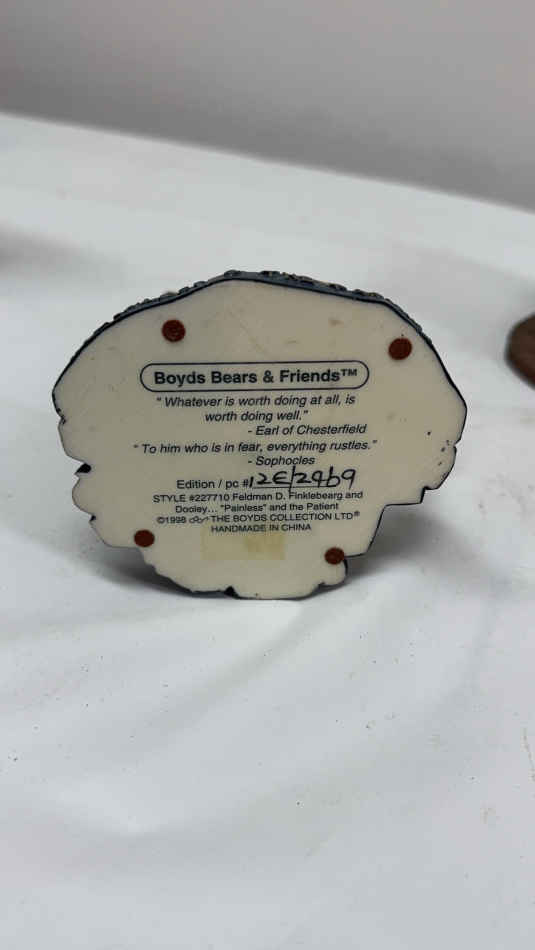 Boyds Bears & Friends™
“Whatever is worth doing at all, is
worth doing well.”
- Earl of Chesterfield
“To him who is in fear, everything rustles.”
- Sophocles
Edition / pc #12E/2969
STYLE #227710 Feldman D. Finklebearg and
Dooley... "Painless" and the Patient
©1998 THE BOYDS COLLECTION LTD®
HANDMADE IN CHINA